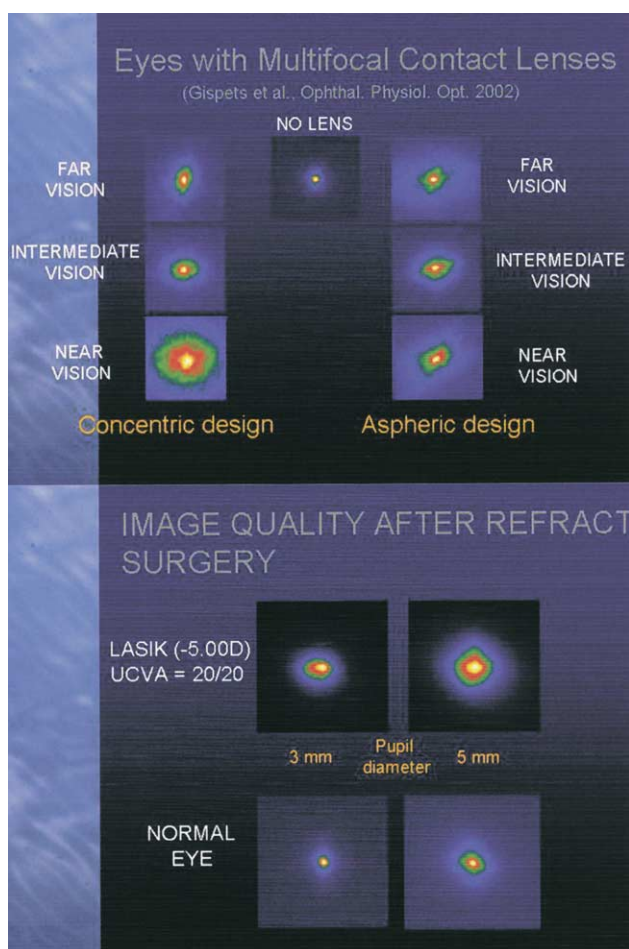 Eyes with Multifocal Contact Lenses
(Gispets et al., Ophthal. Physiol. Opt. 2002)
NO LENS
FAR
VISION
FAR
VISION
INTERMEDIATE
VISION
INTERMEDIATE
VISION
NEAR
VISION
NEAR
VISION
Concentric design
Aspheric design
IMAGE QUALITY AFTER REFRACT
SURGERY
LASIK (-5.00D)
UCVA = 20/20
3 mm
Pupil
diameter
5 mm
NORMAL
EYE